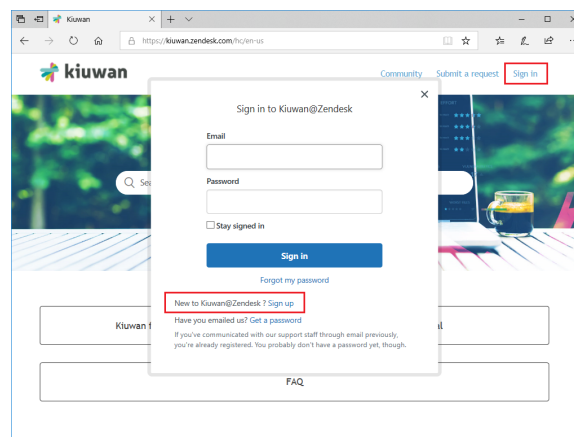 Kiuwan
https://kiuwan.zendesk.com/hc/en-us
kiuwan
Community Submit a request Sign in
Sign in to Kiuwan@Zendesk
Email
Password
Stay signed in
Sign in
Forgot my password
New to Kiuwan@Zendesk ? Sign up
Have you emailed us? Get a password
If you've communicated with our support staff through email previously,
you're already registered. You probably don't have a password yet, though.
Kiuwan
FAQ